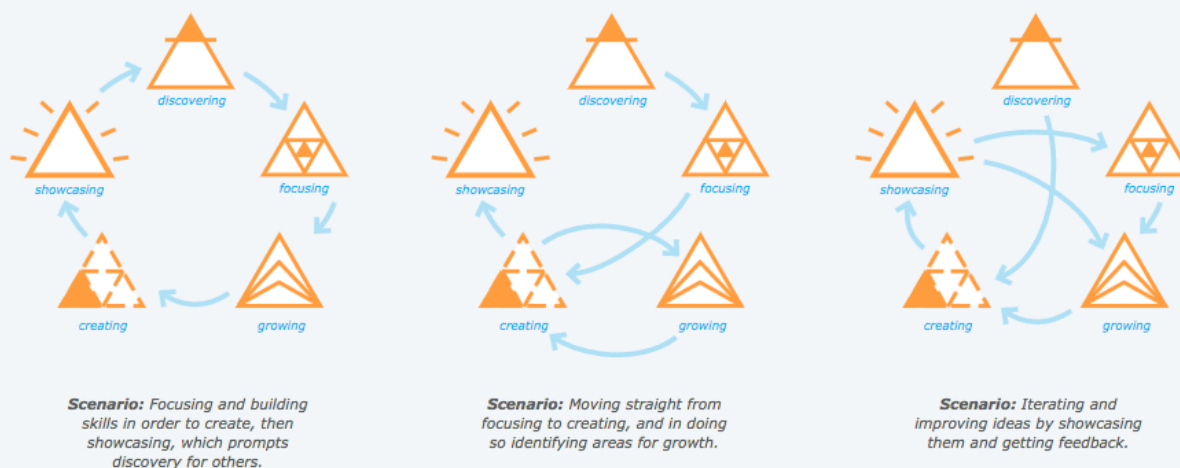 discovering
showcasing
focusing
creating
growing
Scenario: Focusing and building
skills in order to create, then
showcasing, which prompts
discovery for others.
discovering
showcasing
focusing
creating
growing
Scenario: Moving straight from
focusing to creating, and in doing
so identifying areas for growth.
discovering
showcasing
focusing
creating
growing
Scenario: Iterating and
improving ideas by showcasing
them and getting feedback.